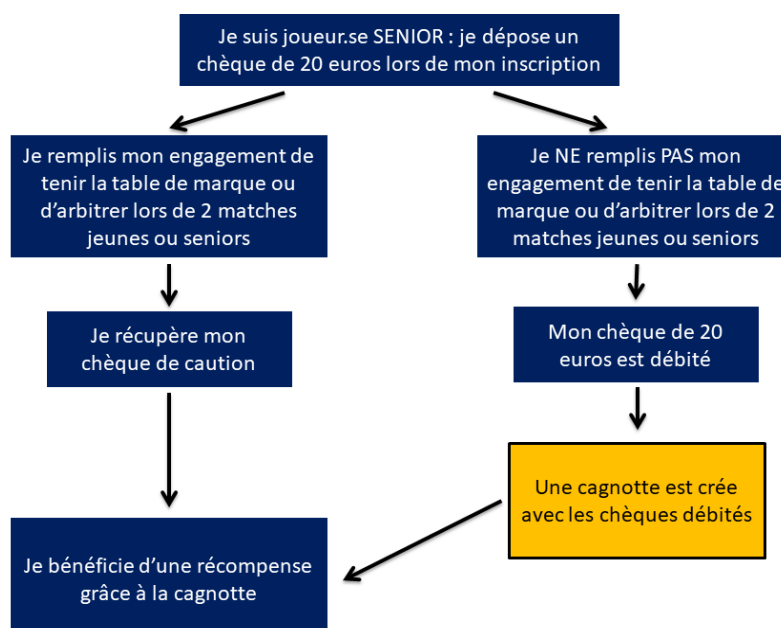 Je suis joueur.se SENIOR : je dépose un
chèque de 20 euros lors de mon inscription
Je remplis mon engagement de
tenir la table de marque ou
d'arbitrer lors de 2 matches
jeunes ou seniors
Je NE remplis PAS mon
engagement de tenir la table de
marque ou d'arbitrer lors de 2
matches jeunes ou seniors
Je récupère mon
chèque de caution
Mon chèque de 20
euros est débité
Une cagnotte est crée
avec les chèques débités
Je bénéficie d'une récompense
grâce à la cagnotte